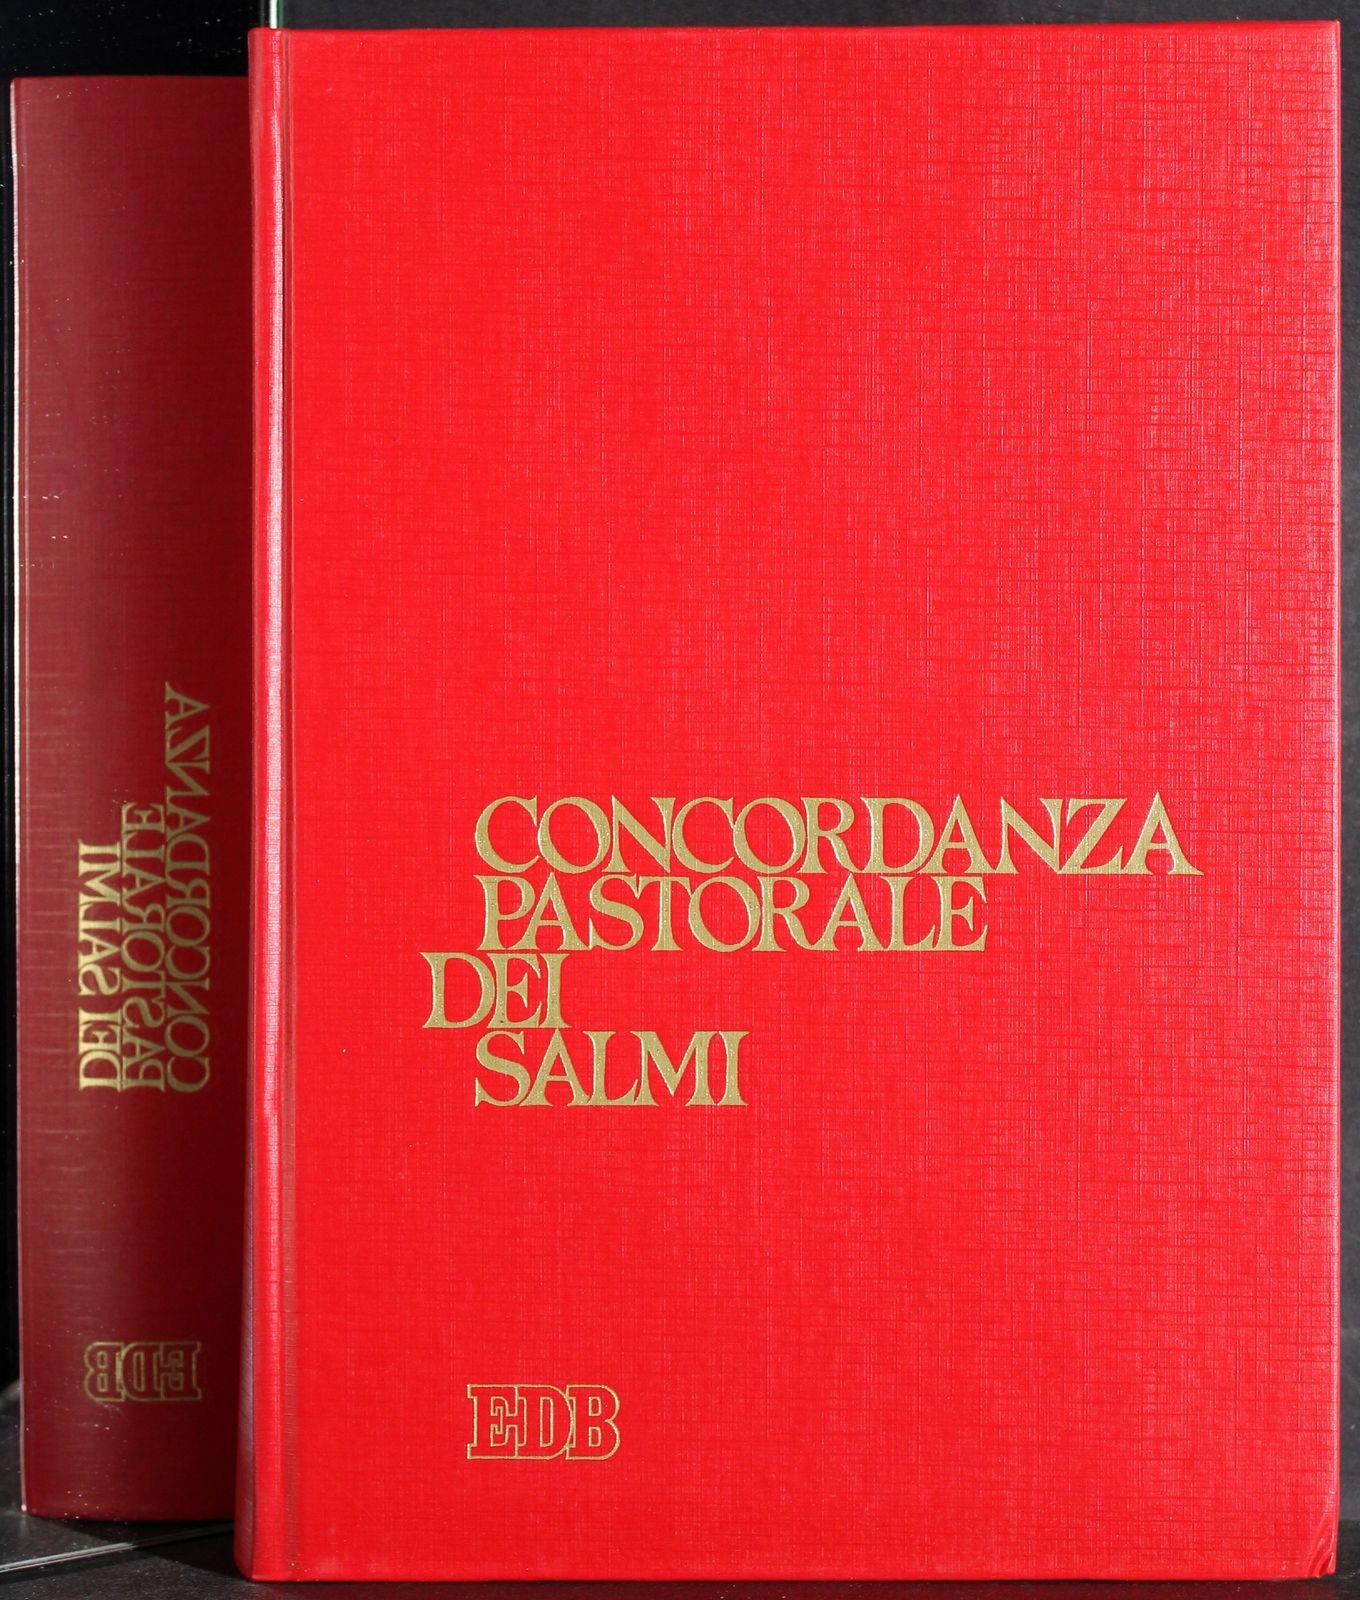 CONCORDANZA
PASTORALE
DEI
SALMI
EDB
CONCORDANZA
PASTORALE
DEI SALMI
EDB